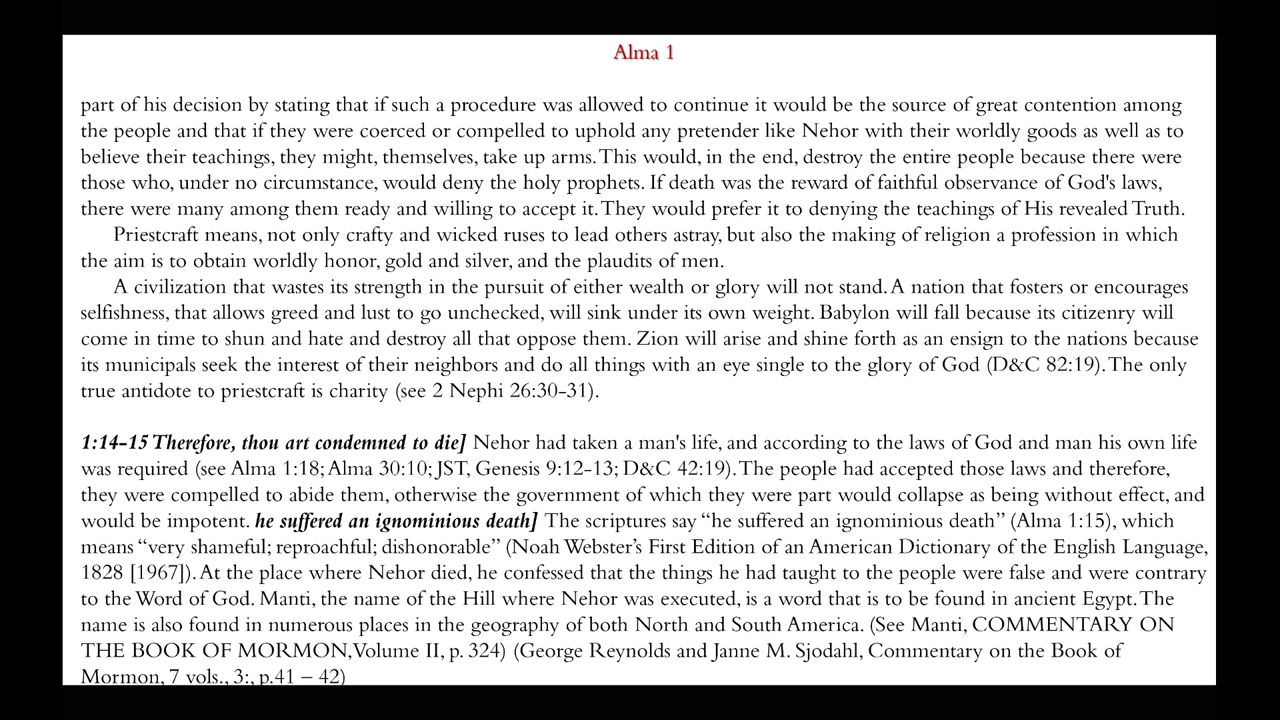 Alma 1
part of his decision by stating that if such a procedure was allowed to continue it would be the source of great contention among
the people and that if they were coerced or compelled to uphold any pretender like Nehor with their worldly goods as well as to
believe their teachings, they might, themselves, take up arms. This would, in the end, destroy the entire people because there were
those who, under no circumstance, would deny the holy prophets. If death was the reward of faithful observance of God's laws,
there were many among them ready and willing to accept it. They would prefer it to denying the teachings of His revealed Truth.
Priestcraft means, not only crafty and wicked ruses to lead others astray, but also the making of religion a profession in which
the aim is to obtain worldly honor, gold and silver, and the plaudits of men.
A civilization that wastes its strength in the pursuit of either wealth or glory will not stand. A nation that fosters or encourages
selfishness, that allows greed and lust to go unchecked, will sink under its own weight. Babylon will fall because its citizenry will
come in time to shun and hate and destroy all that oppose them. Zion will arise and shine forth as an ensign to the nations because
its municipals seek the interest of their neighbors and do all things with an eye single to the glory of God (D&C 82:19). The only
true antidote to priestcraft is charity (see 2 Nephi 26:30-31).
1:14-15 Therefore, thou art condemned to die] Nehor had taken a man's life, and according to the laws of God and man his own life
was required (see Alma 1:18; Alma 30:10; JST, Genesis 9:12-13; D&C 42:19). The people had accepted those laws and therefore,
they were compelled to abide them, otherwise the government of which they were part would collapse as being without effect, and
would be impotent. he suffered an ignominious death] The scriptures say “he suffered an ignominious death” (Alma 1:15), which
means “very shameful; reproachful; dishonorable” (Noah Webster’s First Edition of an American Dictionary of the English Language,
1828 [1967]). At the place where Nehor died, he confessed that the things he had taught to the people were false and were contrary
to the Word of God. Manti, the name of the Hill where Nehor was executed, is a word that is to be found in ancient Egypt. The
name is also found in numerous places in the geography of both North and South America. (See Manti, COMMENTARY ON
THE BOOK OF MORMON, Volume II, p. 324) (George Reynolds and Janne M. Sjodahl, Commentary on the Book of
Mormon, 7 vols., 3:, p.41 – 42)